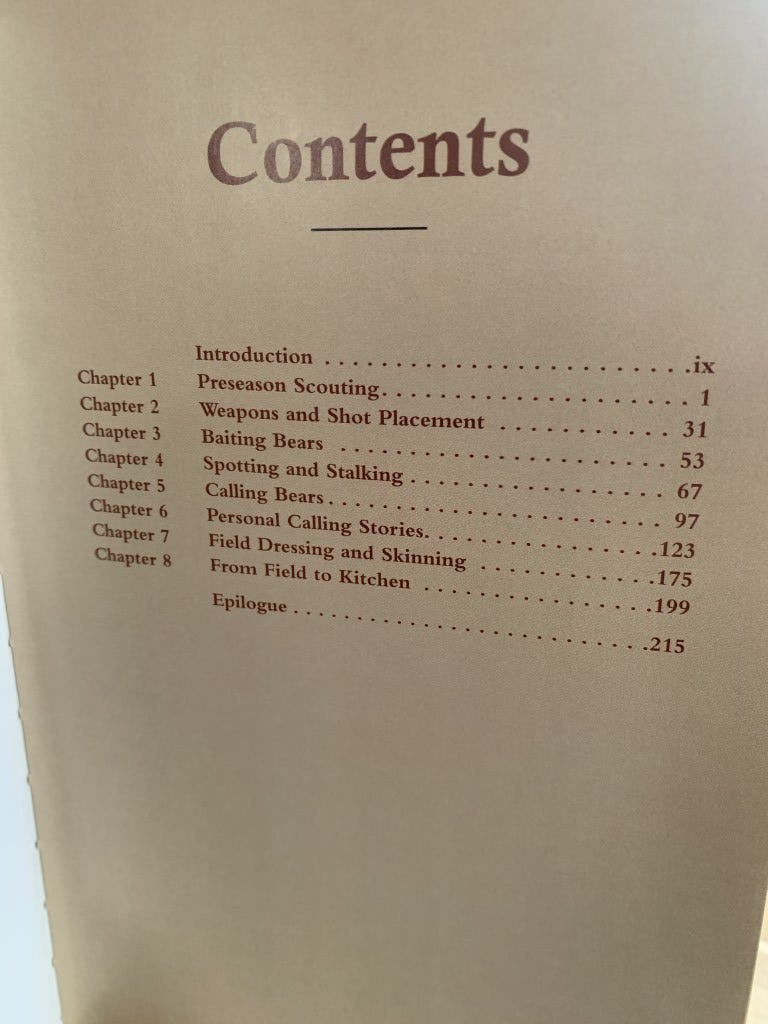 Contents
Introduction . . . . . . . . . . . . . . . . . . . . . . . . . .ix
Chapter 1 Preseason Scouting. . . . . . . . . . . . . . . . . . . . . . 1
Chapter 2 Weapons and Shot Placement . . . . . . . . . . . . 31
Chapter 3 Baiting Bears . . . . . . . . . . . . . . . . . . . . . . . . 53
Chapter 4 Spotting and Stalking . . . . . . . . . . . . . . . . . . 67
Chapter 5 Calling Bears . . . . . . . . . . . . . . . . . . . . . . . . 97
Chapter 6 Personal Calling Stories. . . . . . . . . . . . . . . . .123
Chapter 7 Field Dressing and Skinning . . . . . . . . . . . . .175
Chapter 8 From Field to Kitchen . . . . . . . . . . . . . . . . .199
Epilogue . . . . . . . . . . . . . . . . . . . . . . . . . .215